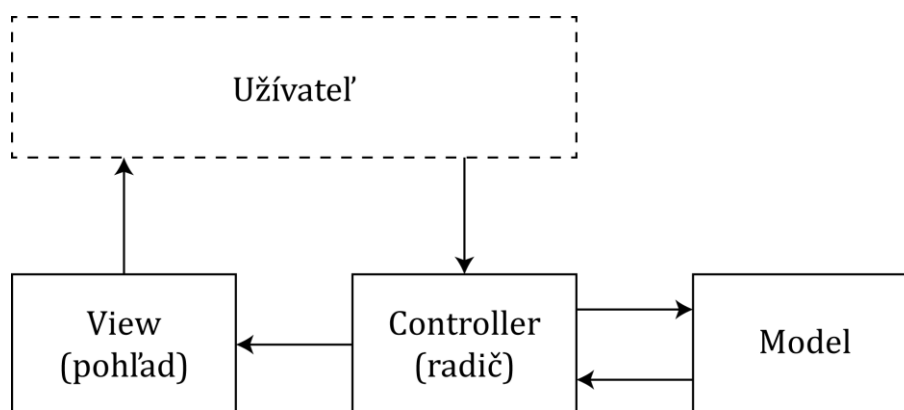 Užívateľ
View
(pohľad)
Controller
(radič)
Model